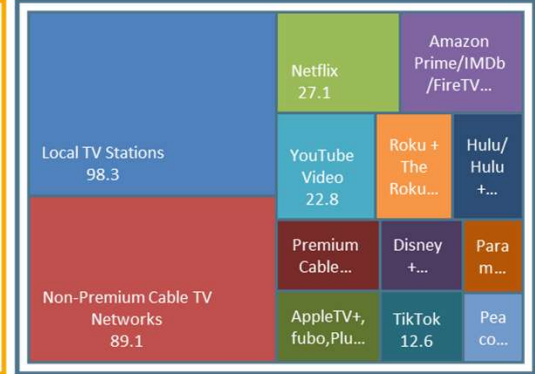 Local TV Stations
98.3
Non-Premium Cable TV
Networks
89.1
Netflix
27.1
Amazon
Prime/IMDb
/FireTV...
YouTube
Video
22.8
Roku +
The
Roku...
Hulu/
Hulu
+...
Premium
Cable...
Disney
+...
Para
m...
AppleTV+,
fubo,Plu...
TikTok
12.6
Pea
co...